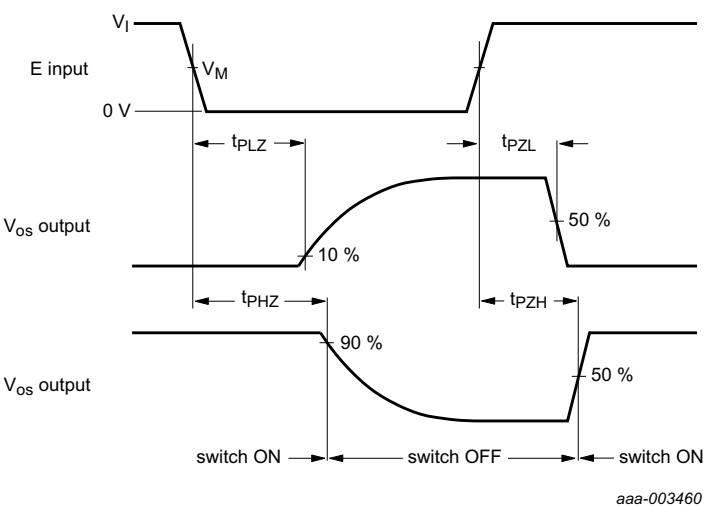 V_I
E input
V_M
0 V
t_PLZ
t_PZL
V_os output
50 %
10 %
t_PHZ
t_PZH
90 %
V_os output
50 %
switch ON
switch OFF
switch ON
aaa-003460